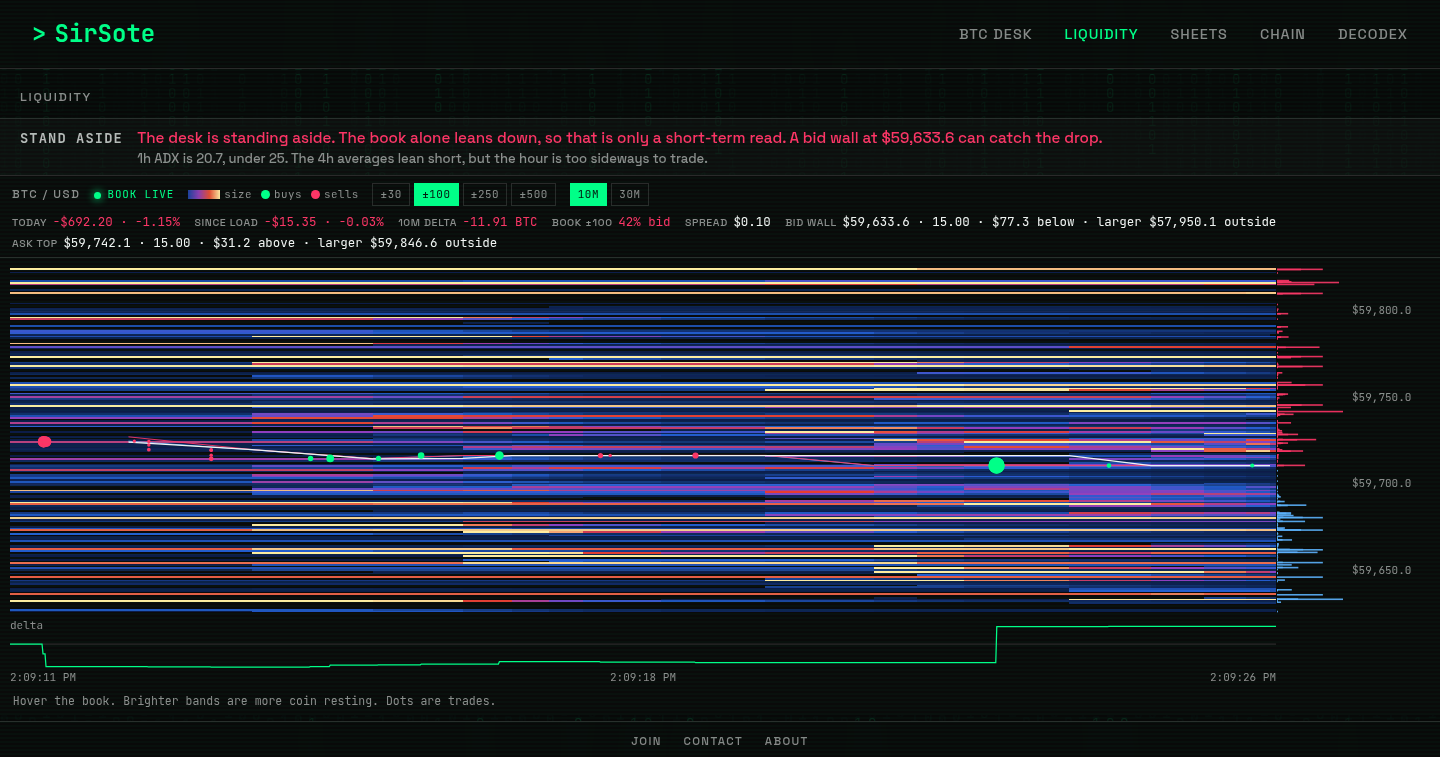 > SirSote
BTC DESK LIQUIDITY SHEETS CHAIN DECODEX
LIQUIDITY
STAND ASIDE The desk is standing aside. The book alone leans down, so that is only a short-term read. A bid wall at $59,633.6 can catch the drop.
1h ADX is 20.7, under 25. The 4h averages lean short, but the hour is too sideways to trade.
BTC / USD BOOK LIVE size buys sells ±30 ±100 ±250 ±500 10M 30M
TODAY -$692.20 · -1.15% SINCE LOAD -$15.35 · -0.03% 10M DELTA -11.91 BTC BOOK ±100 42% bid SPREAD $0.10 BID WALL $59,633.6 · 15.00 · $77.3 below · larger $57,950.1 outside
ASK TOP $59,742.1 · 15.00 · $31.2 above · larger $59,846.6 outside
$59,800.0
$59,750.0
$59,700.0
$59,650.0
delta
2:09:11 PM 2:09:18 PM 2:09:26 PM
Hover the book. Brighter bands are more coin resting. Dots are trades.
JOIN CONTACT ABOUT